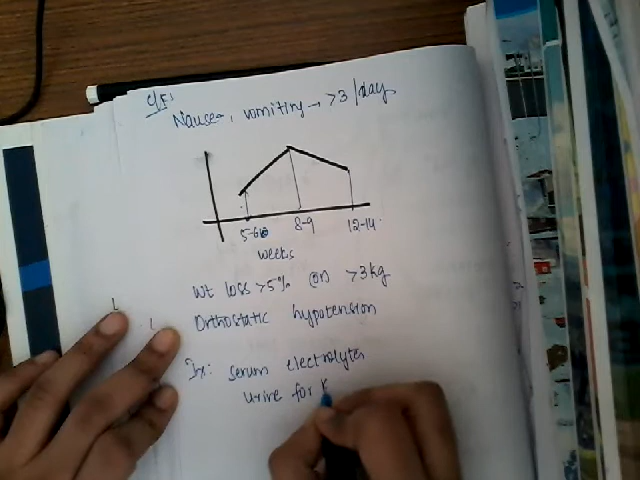 C/F:
Nausea, vomiting → >3/day
5-6 8-9 12-14
weeks
Wt loss >5% (or) >3kg
Orthostatic hypotension
Ix: serum electrolytes
urine for k